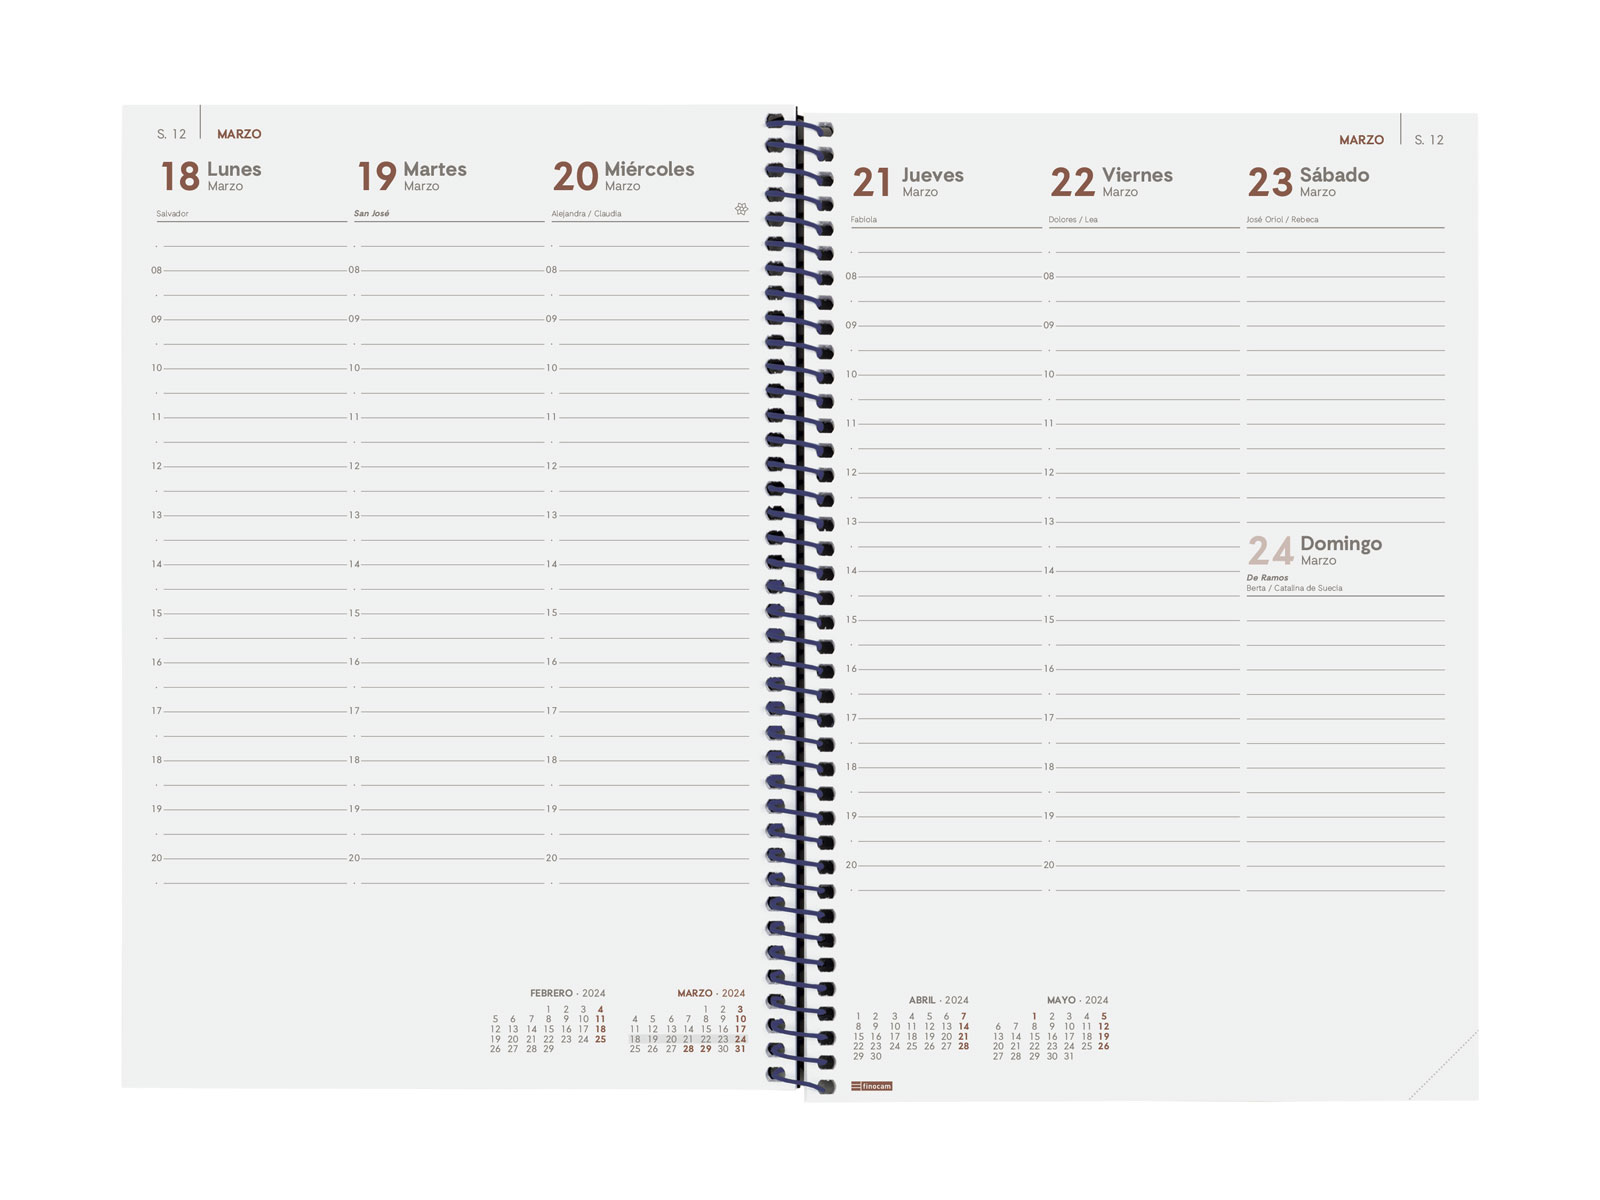 S. 12 MARZO
18 Lunes
Marzo
Salvador
08
09
10
11
12
13
14
15
16
17
18
19
20
19 Martes
Marzo
San José
08
09
10
11
12
13
14
15
16
17
18
19
20
20 Miércoles
Marzo
Alejandra / Claudia
08
09
10
11
12
13
14
15
16
17
18
19
20
FEBRERO · 2024
1 2 3 4
5 6 7 8 9 10 11
12 13 14 15 16 17 18
19 20 21 22 23 24 25
26 27 28 29
MARZO · 2024
1 2 3
4 5 6 7 8 9 10
11 12 13 14 15 16 17
18 19 20 21 22 23 24
25 26 27 28 29 30 31
MARZO S. 12
21 Jueves
Marzo
Fabiola
08
09
10
11
12
13
14
15
16
17
18
19
20
22 Viernes
Marzo
Dolores / Lea
08
09
10
11
12
13
14
15
16
17
18
19
20
23 Sábado
Marzo
José Oriol / Rebeca
24 Domingo
Marzo
De Ramos
Berta / Catalina de Suecia
ABRIL · 2024
1 2 3 4 5 6 7
8 9 10 11 12 13 14
15 16 17 18 19 20 21
22 23 24 25 26 27 28
29 30
MAYO · 2024
1 2 3 4 5
6 7 8 9 10 11 12
13 14 15 16 17 18 19
20 21 22 23 24 25 26
27 28 29 30 31
finocam